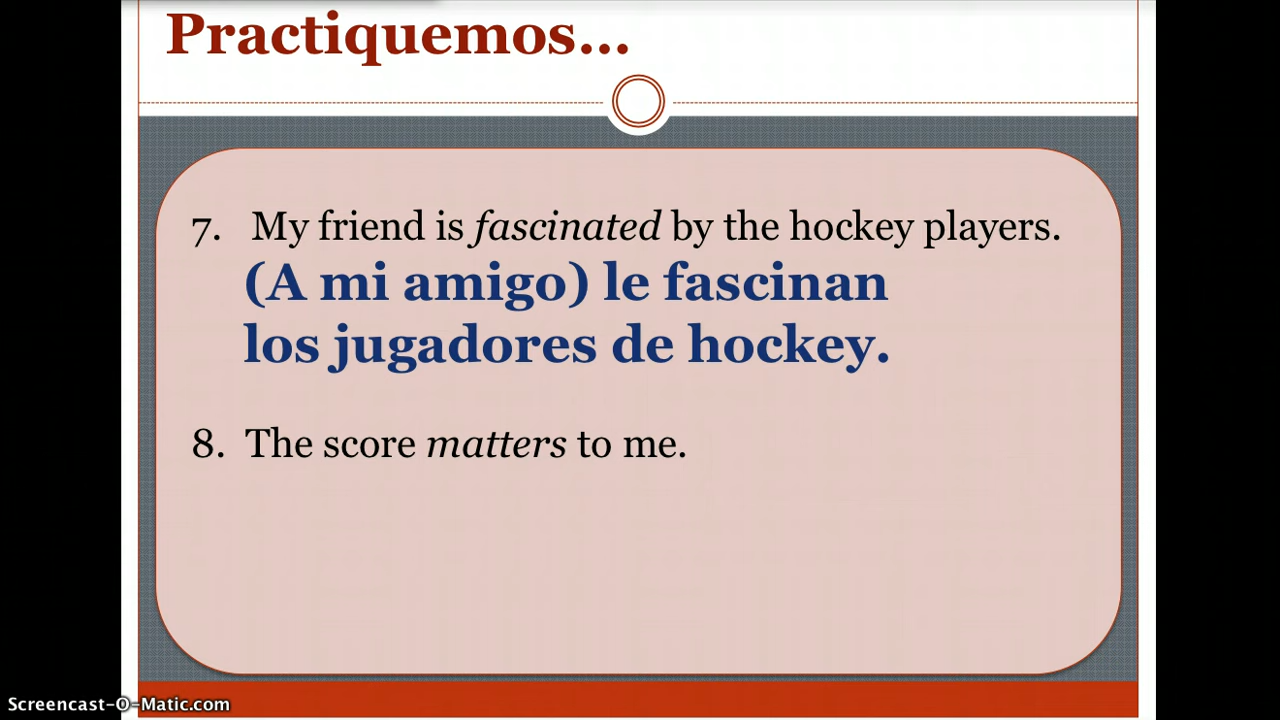 Practiquemos...
7. My friend is fascinated by the hockey players.
(A mi amigo) le fascinan
los jugadores de hockey.
8. The score matters to me.
Screencast-O-Matic.com